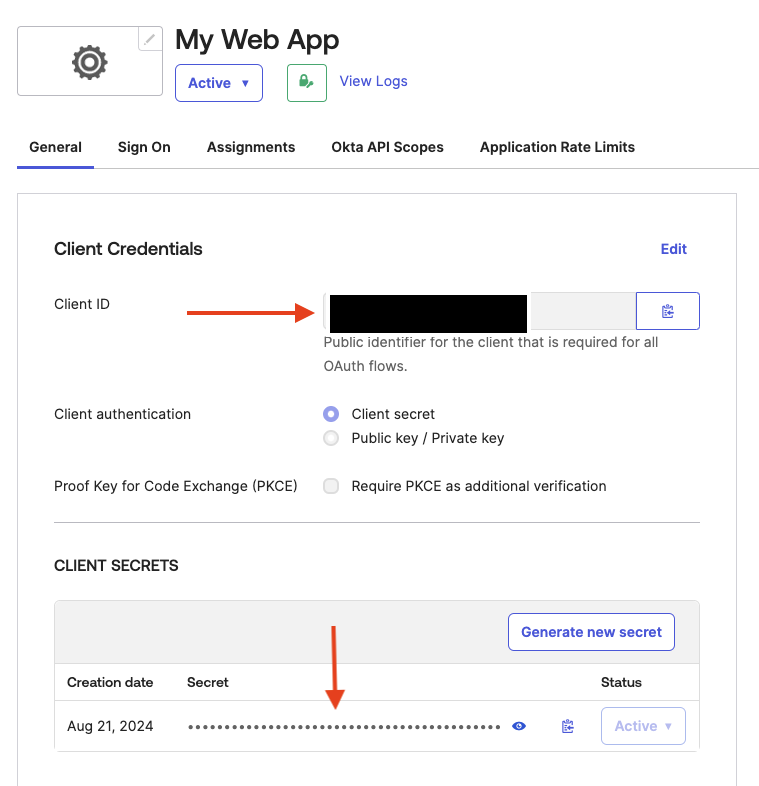 My Web App
Active
View Logs
General Sign On Assignments Okta API Scopes Application Rate Limits
Client Credentials Edit
Client ID
Public identifier for the client that is required for all
OAuth flows.
Client authentication Client secret
Public key / Private key
Proof Key for Code Exchange (PKCE) Require PKCE as additional verification
CLIENT SECRETS
Generate new secret
Creation date Secret Status
Aug 21, 2024 •••••••••••••••••••••••••••••••••••••••• Active